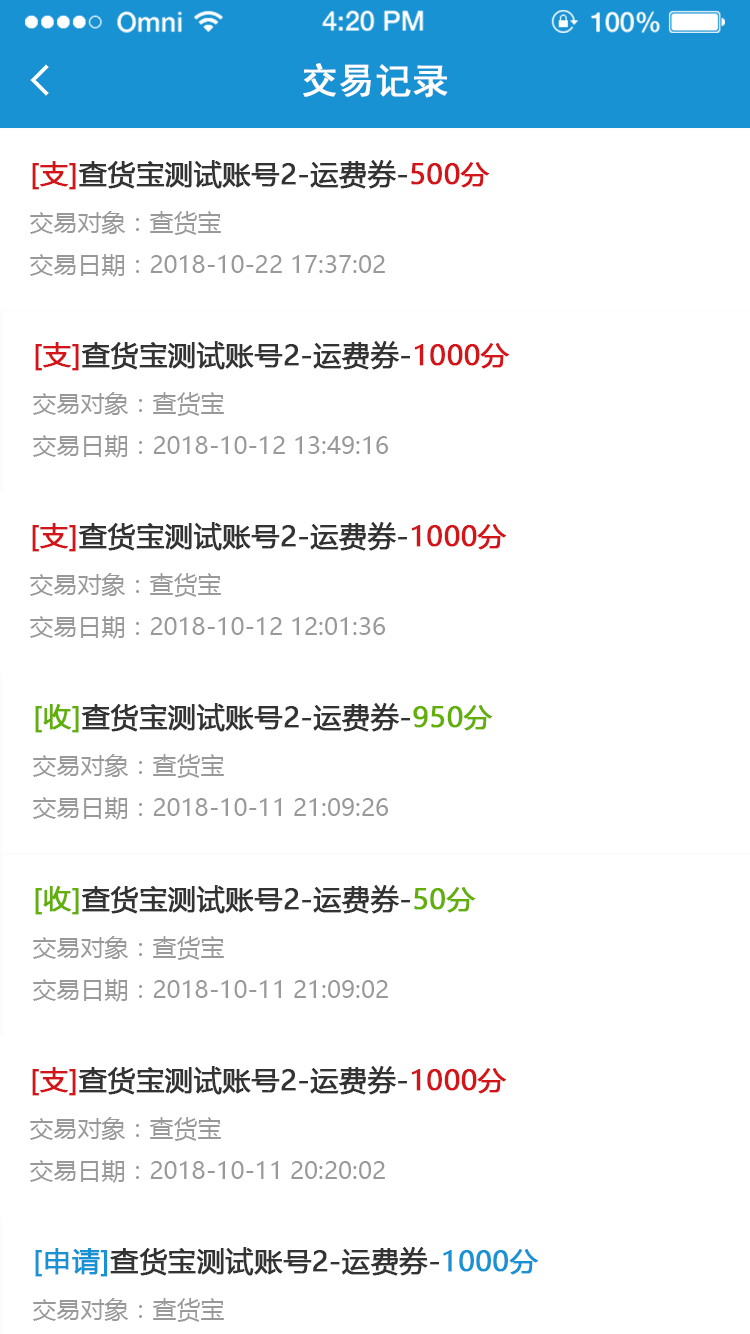 Omni 4:20 PM 100%
交易记录
[支]查货宝测试账号2-运费券-500分
交易对象：查货宝
交易日期：2018-10-22 17:37:02
[支]查货宝测试账号2-运费券-1000分
交易对象：查货宝
交易日期：2018-10-12 13:49:16
[支]查货宝测试账号2-运费券-1000分
交易对象：查货宝
交易日期：2018-10-12 12:01:36
[收]查货宝测试账号2-运费券-950分
交易对象：查货宝
交易日期：2018-10-11 21:09:26
[收]查货宝测试账号2-运费券-50分
交易对象：查货宝
交易日期：2018-10-11 21:09:02
[支]查货宝测试账号2-运费券-1000分
交易对象：查货宝
交易日期：2018-10-11 20:20:02
[申请]查货宝测试账号2-运费券-1000分
交易对象：查货宝